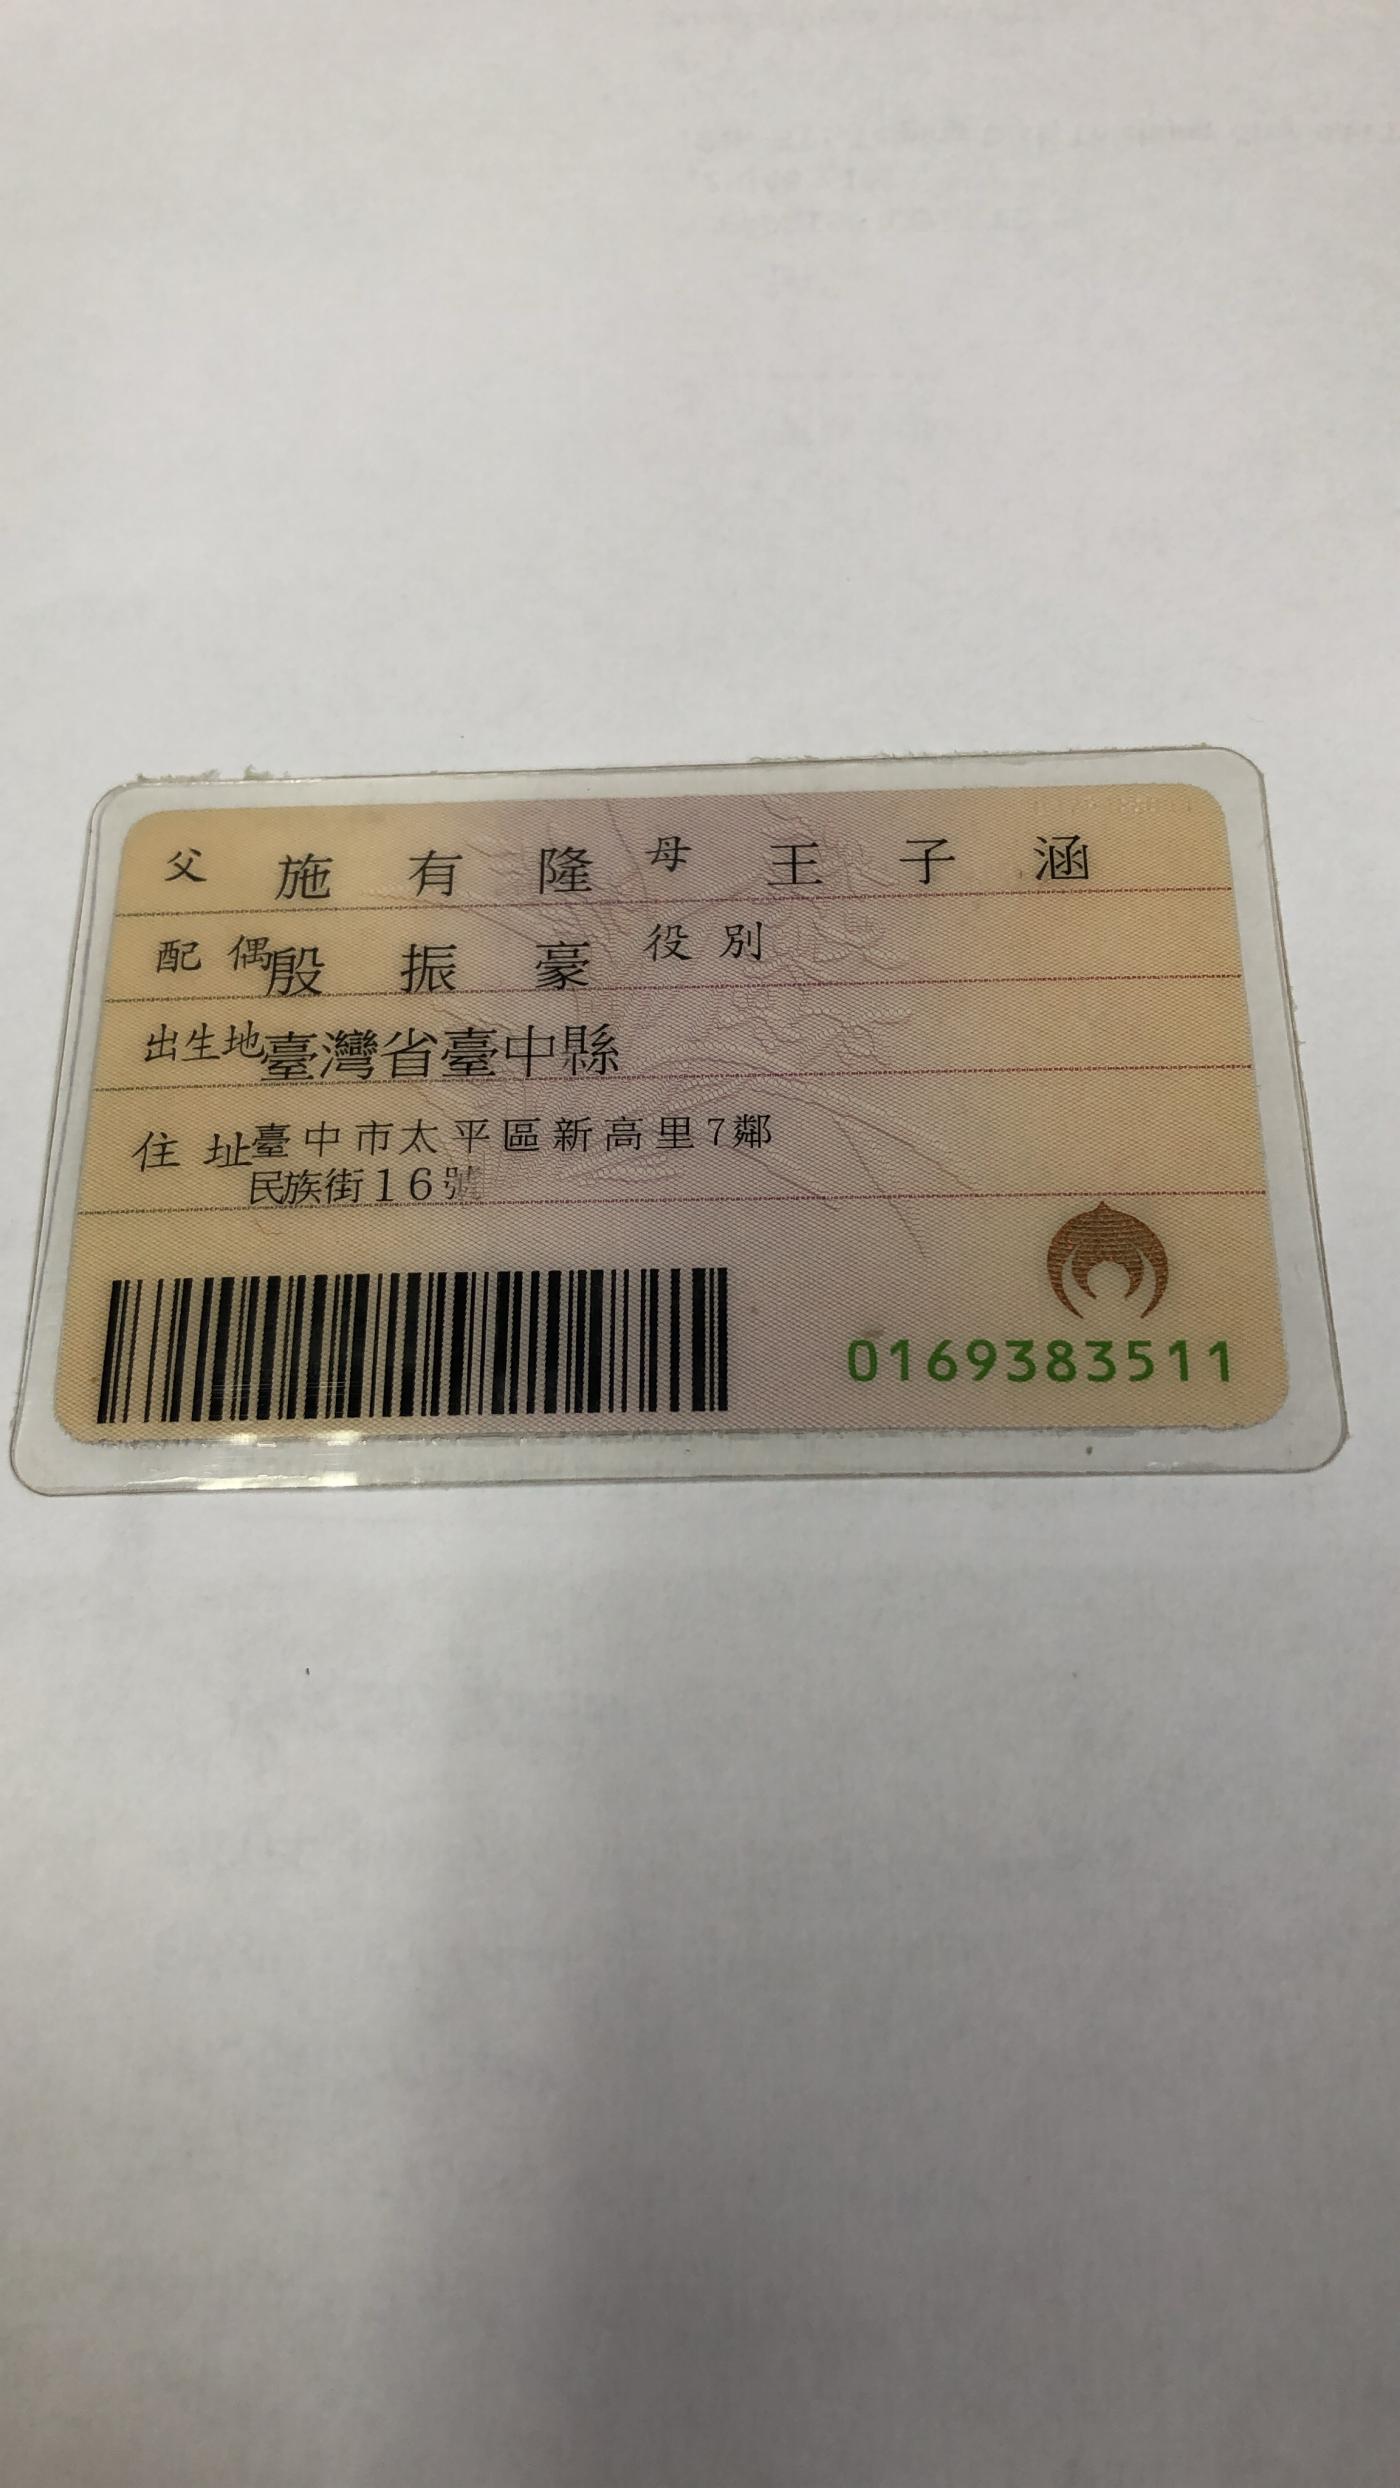 父 施有隆 母 王子涵
配偶 殷振豪 役別
出生地 臺灣省臺中縣
住址 臺中市太平區新高里7鄰
民族街16號
0169383511